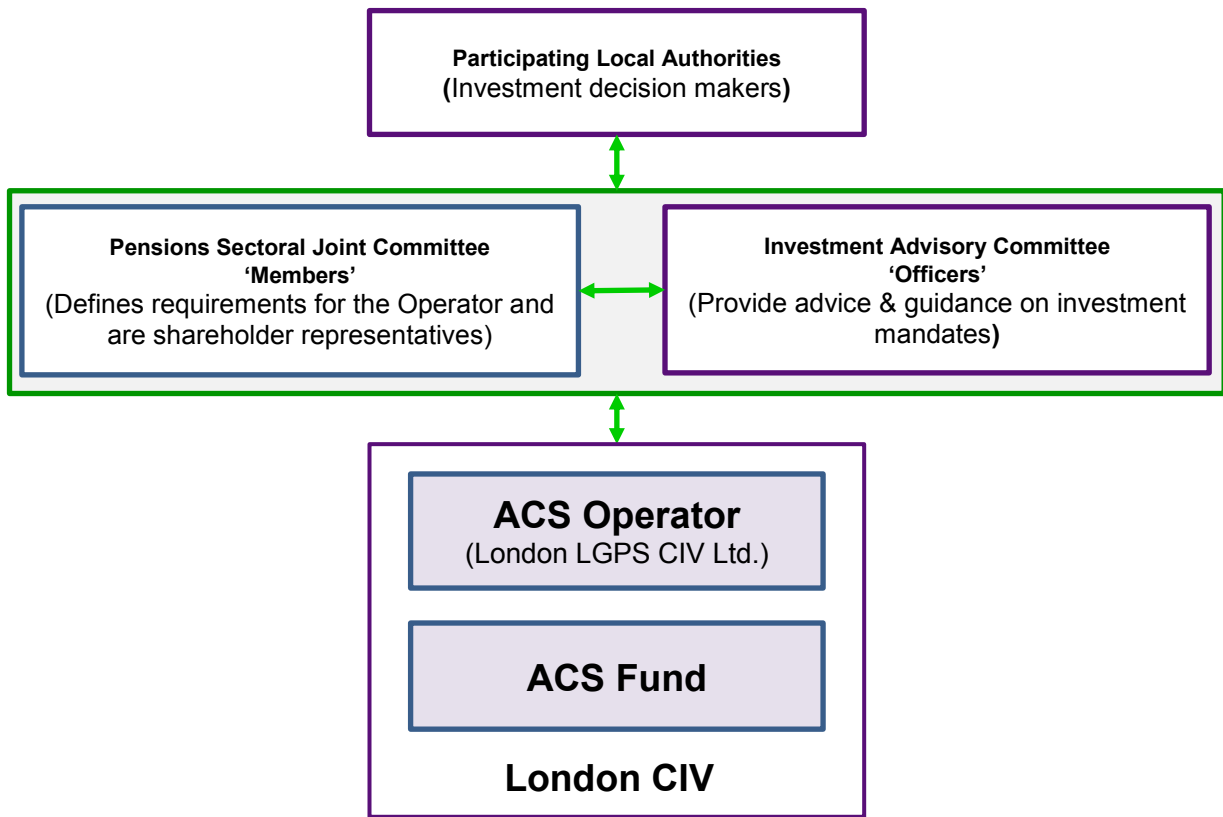 Participating Local Authorities
(Investment decision makers)
Pensions Sectoral Joint Committee
‘Members’
(Defines requirements for the Operator and
are shareholder representatives)
Investment Advisory Committee
‘Officers’
(Provide advice & guidance on investment
mandates)
ACS Operator
(London LGPS CIV Ltd.)
ACS Fund
London CIV